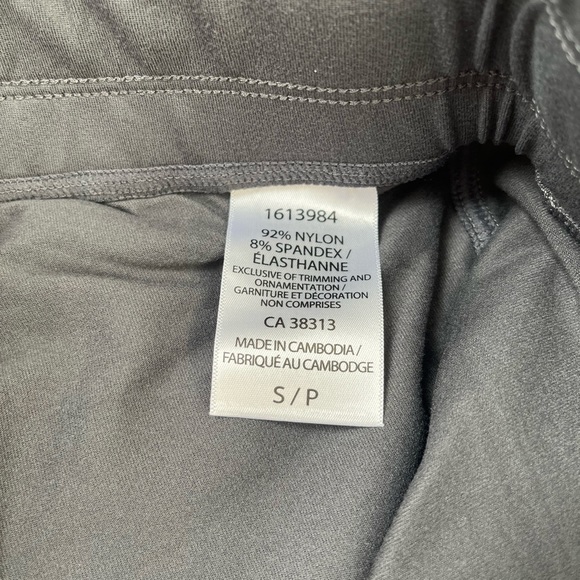 1613984
92% NYLON
8% SPANDEX /
ÉLASTHANNE
EXCLUSIVE OF TRIMMING AND
ORNAMENTATION /
GARNITURE ET DÉCORATION
NON COMPRISES
CA 38313
MADE IN CAMBODIA /
FABRIQUÉ AU CAMBODGE
S / P